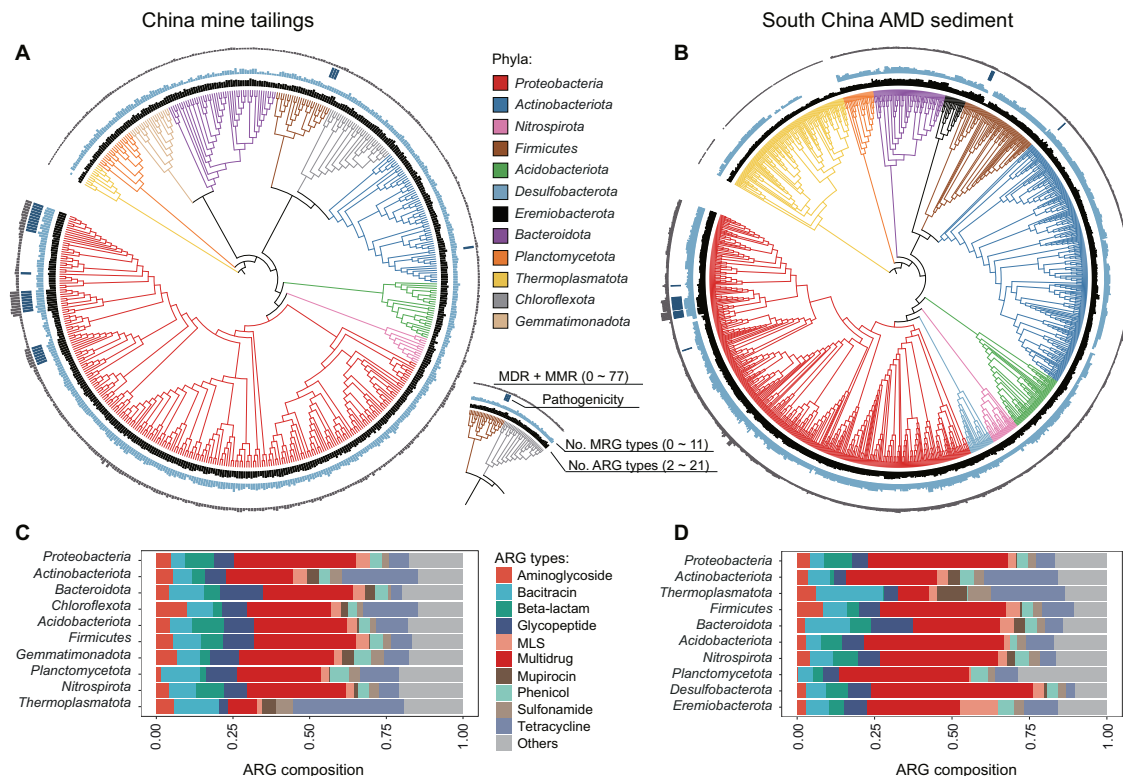 China mine tailings
South China AMD sediment
A
B
Phyla:
Proteobacteria
Actinobacteriota
Nitrospirota
Firmicutes
Acidobacteriota
Desulfobacterota
Eremiobacterota
Bacteroidota
Planctomycetota
Thermoplasmatota
Chloroflexota
Gemmatimonadota
MDR + MMR (0 ~ 77)
Pathogenicity
No. MRG types (0 ~ 11)
No. ARG types (2 ~ 21)
C
Proteobacteria
Actinobacteriota
Bacteroidota
Chloroflexota
Acidobacteriota
Firmicutes
Gemmatimonadota
Planctomycetota
Nitrospirota
Thermoplasmatota
0.00
0.25
0.50
0.75
1.00
ARG composition
ARG types:
Aminoglycoside
Bacitracin
Beta-lactam
Glycopeptide
MLS
Multidrug
Mupirocin
Phenicol
Sulfonamide
Tetracycline
Others
D
Proteobacteria
Actinobacteriota
Thermoplasmatota
Firmicutes
Bacteroidota
Acidobacteriota
Nitrospirota
Planctomycetota
Desulfobacterota
Eremiobacterota
0.00
0.25
0.50
0.75
1.00
ARG composition